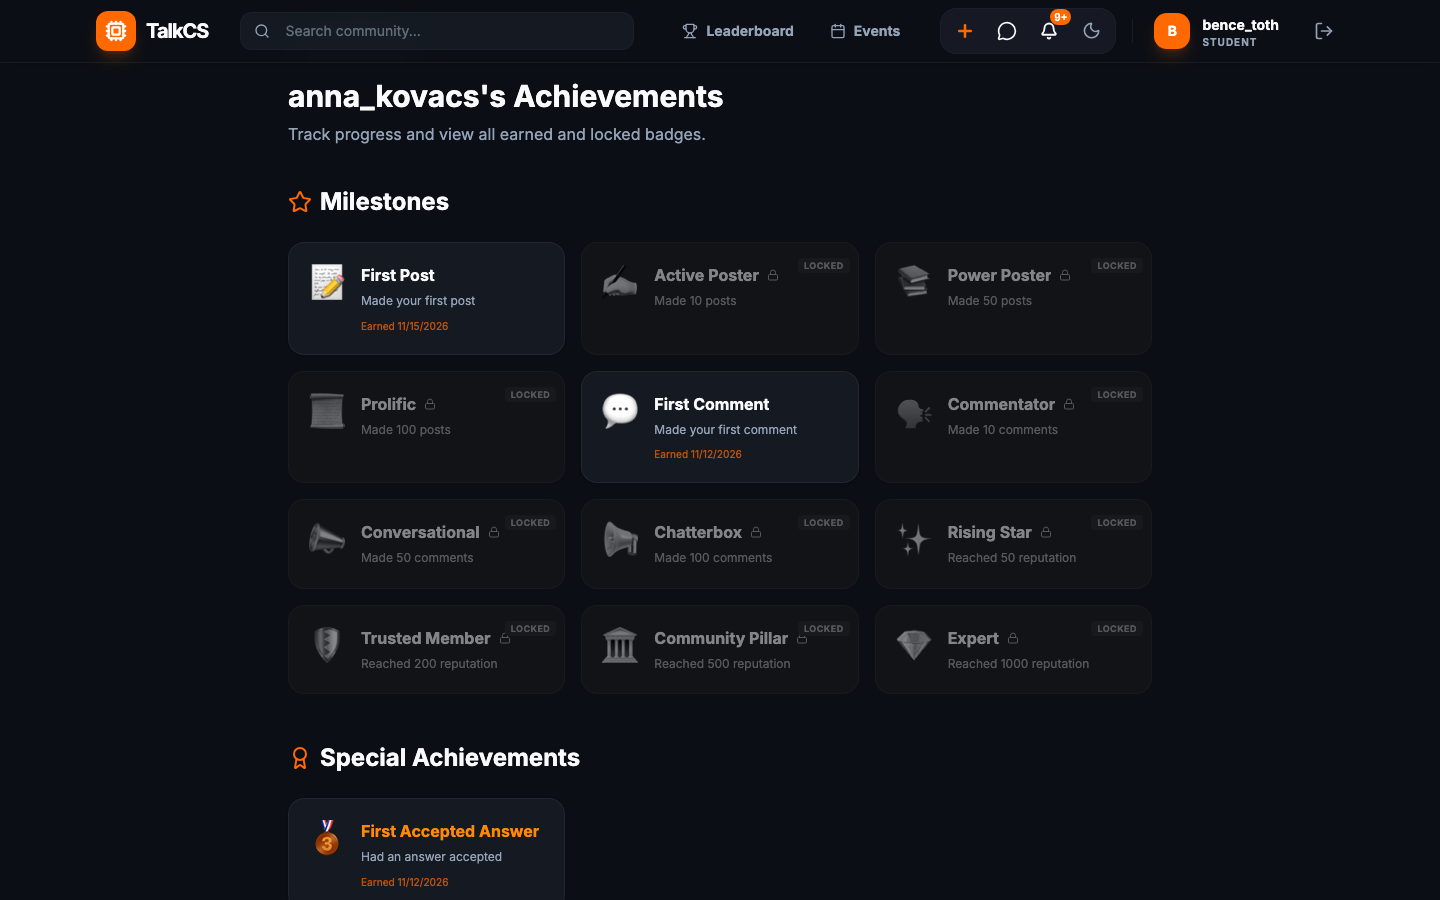 TalkCS
Search community...
Leaderboard
Events
9+
B
bence_toth
STUDENT
anna_kovacs's Achievements
Track progress and view all earned and locked badges.
Milestones
First Post
Made your first post
Earned 11/15/2026
Active Poster
LOCKED
Made 10 posts
Power Poster
LOCKED
Made 50 posts
Prolific
LOCKED
Made 100 posts
First Comment
Made your first comment
Earned 11/12/2026
Commentator
LOCKED
Made 10 comments
Conversational
LOCKED
Made 50 comments
Chatterbox
LOCKED
Made 100 comments
Rising Star
LOCKED
Reached 50 reputation
Trusted Member
LOCKED
Reached 200 reputation
Community Pillar
LOCKED
Reached 500 reputation
Expert
LOCKED
Reached 1000 reputation
Special Achievements
3
First Accepted Answer
Had an answer accepted
Earned 11/12/2026